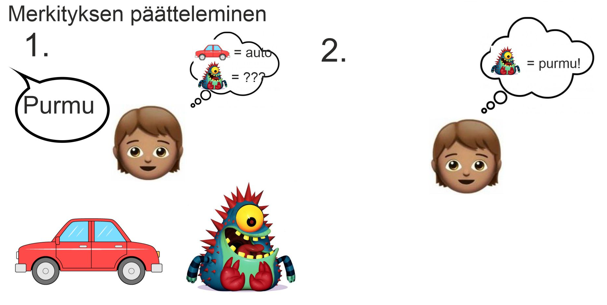 Merkityksen päätteleminen
1.
= auto
= ???
Purmu
2.
= purmu!